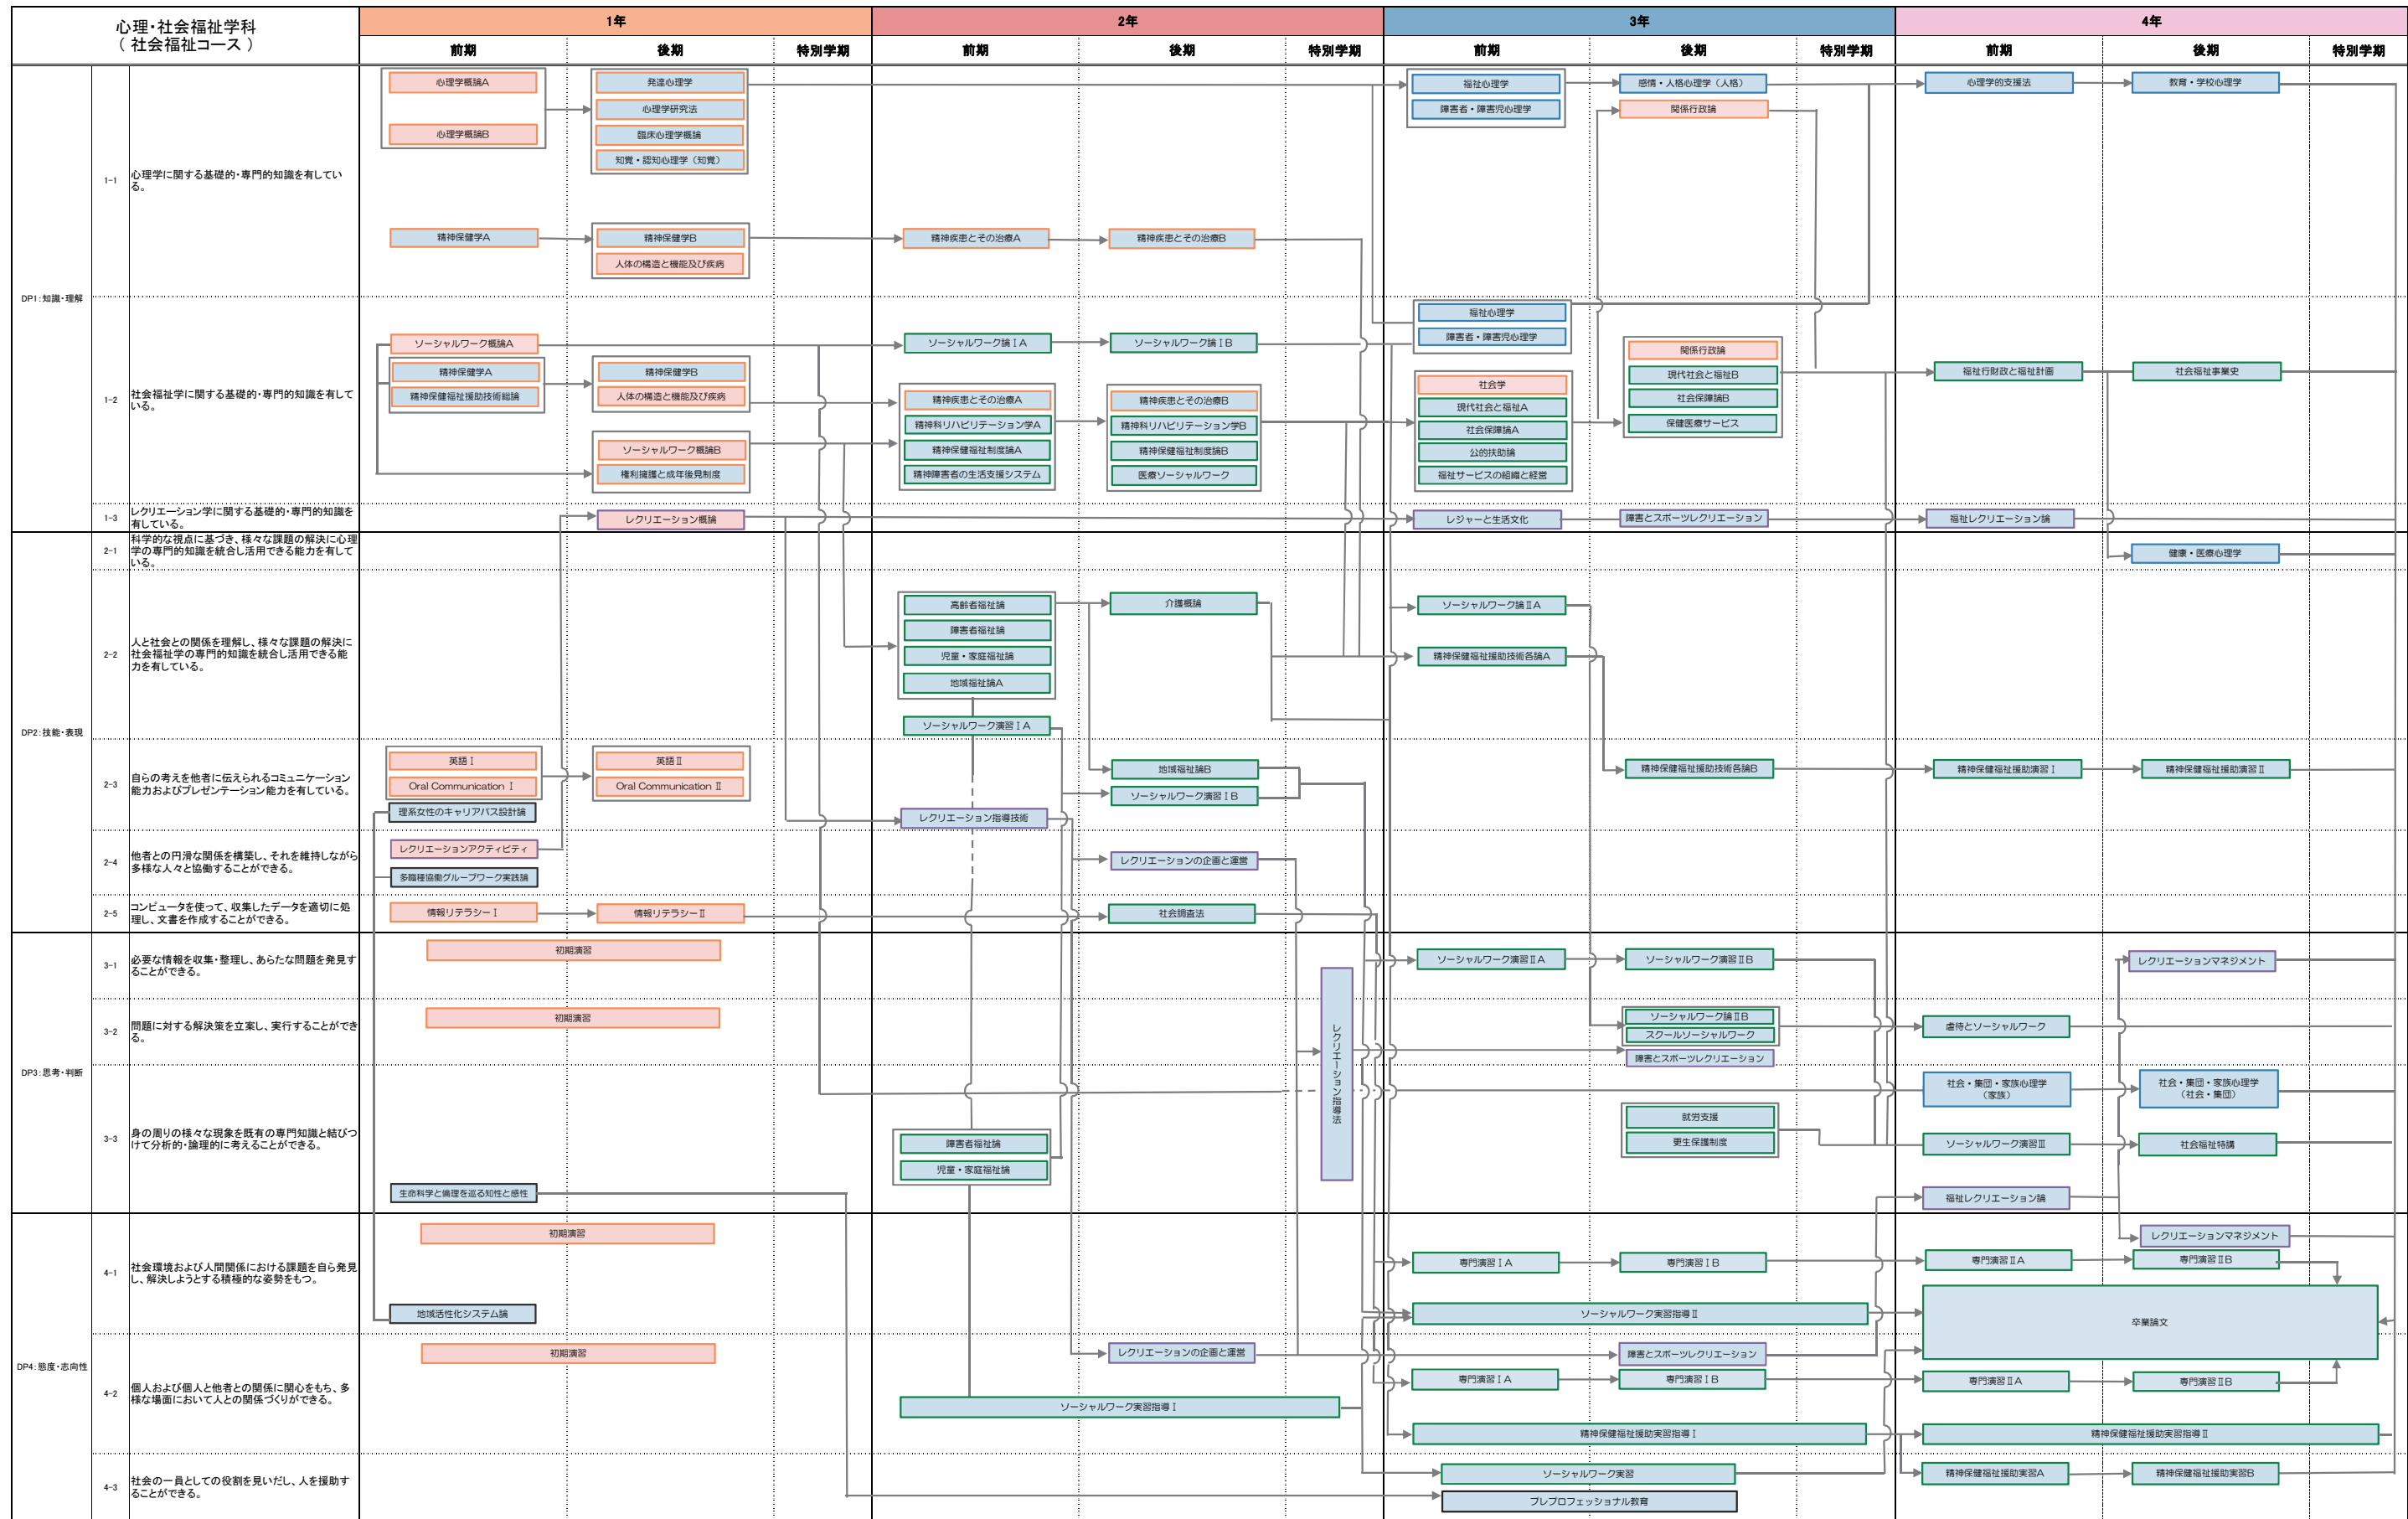 心理・社会福祉学科
（ 社会福祉コース ）
1年
2年
3年
4年
前期
後期
特別学期
前期
後期
特別学期
前期
後期
特別学期
前期
後期
特別学期
DP1：知識・理解
1-1
心理学に関する基礎的・専門的知識を有してい
る。
心理学概論A
心理学概論B
発達心理学
心理学研究法
臨床心理学概論
知覚・認知心理学（知覚）
福祉心理学
障害者・障害児心理学
感情・人格心理学（人格）
関係行政論
心理学的支援法
教育・学校心理学
精神保健学A
精神保健学B
人体の構造と機能及び疾病
精神疾患とその治療A
精神疾患とその治療B
1-2
社会福祉学に関する基礎的・専門的知識を有して
いる。
ソーシャルワーク概論A
精神保健学A
精神保健福祉援助技術総論
精神保健学B
人体の構造と機能及び疾病
ソーシャルワーク概論B
権利擁護と成年後見制度
ソーシャルワーク論ⅠA
ソーシャルワーク論ⅠB
精神疾患とその治療A
精神科リハビリテーション学A
精神保健福祉制度論A
精神障害者の生活支援システム
精神疾患とその治療B
精神科リハビリテーション学B
精神保健福祉制度論B
医療ソーシャルワーク
福祉心理学
障害者・障害児心理学
社会学
現代社会と福祉A
社会保障論A
公的扶助論
福祉サービスの組織と経営
関係行政論
現代社会と福祉B
社会保障論B
保健医療サービス
福祉行財政と福祉計画
社会福祉事業史
1-3
レクリエーション学に関する基礎的・専門的知識を
有している。
レクリエーション概論
レジャーと生活文化
障害とスポーツレクリエーション
福祉レクリエーション論
DP2：技能・表現
2-1
科学的な視点に基づき、様々な課題の解決に心理
学の専門的知識を統合し活用できる能力を有して
いる。
健康・医療心理学
2-2
人と社会との関係を理解し、様々な課題の解決に
社会福祉学の専門的知識を統合し活用できる能
力を有している。
高齢者福祉論
障害者福祉論
児童・家庭福祉論
地域福祉論A
ソーシャルワーク演習ⅠA
介護概論
ソーシャルワーク論ⅡA
精神保健福祉援助技術各論A
2-3
自らの考えを他者に伝えられるコミュニケーション
能力およびプレゼンテーション能力を有している。
英語Ⅰ
Oral Communication Ⅰ
理系女性のキャリアパス設計論
英語Ⅱ
Oral Communication Ⅱ
レクリエーション指導技術
地域福祉論B
ソーシャルワーク演習ⅠB
精神保健福祉援助技術各論B
精神保健福祉援助演習Ⅰ
精神保健福祉援助演習Ⅱ
2-4
他者との円滑な関係を構築し、それを維持しながら
多様な人々と協働することができる。
レクリエーションアクティビティ
多職種協働グループワーク実践論
レクリエーションの企画と運営
2-5
コンピュータを使って、収集したデータを適切に処
理し、文書を作成することができる。
情報リテラシーⅠ
情報リテラシーⅡ
社会調査法
DP3：思考・判断
3-1
必要な情報を収集・整理し、あらたな問題を発見す
ることができる。
初期演習
レクリエーション指導法
ソーシャルワーク演習ⅡA
ソーシャルワーク演習ⅡB
レクリエーションマネジメント
3-2
問題に対する解決策を立案し、実行することができ
る。
初期演習
ソーシャルワーク論ⅡB
スクールソーシャルワーク
障害とスポーツレクリエーション
虐待とソーシャルワーク
3-3
身の周りの様々な現象を既有の専門知識と結びつ
けて分析的・論理的に考えることができる。
生命科学と倫理を巡る知性と感性
障害者福祉論
児童・家庭福祉論
就労支援
更生保護制度
社会・集団・家族心理学
（家族）
社会・集団・家族心理学
（社会・集団）
ソーシャルワーク演習Ⅲ
社会福祉特講
福祉レクリエーション論
DP4：態度・志向性
4-1
社会環境および人間関係における課題を自ら発見
し、解決しようとする積極的な姿勢をもつ。
初期演習
地域活性化システム論
専門演習ⅠA
専門演習ⅠB
ソーシャルワーク実習指導Ⅱ
レクリエーションマネジメント
専門演習ⅡA
専門演習ⅡB
卒業論文
4-2
個人および個人と他者との関係に関心をもち、多
様な場面において人との関係づくりができる。
初期演習
レクリエーションの企画と運営
ソーシャルワーク実習指導Ⅰ
障害とスポーツレクリエーション
専門演習ⅠA
専門演習ⅠB
精神保健福祉援助実習指導Ⅰ
専門演習ⅡA
専門演習ⅡB
精神保健福祉援助実習指導Ⅱ
4-3
社会の一員としての役割を見いだし、人を援助す
ることができる。
ソーシャルワーク実習
プレプロフェッショナル教育
精神保健福祉援助実習A
精神保健福祉援助実習B